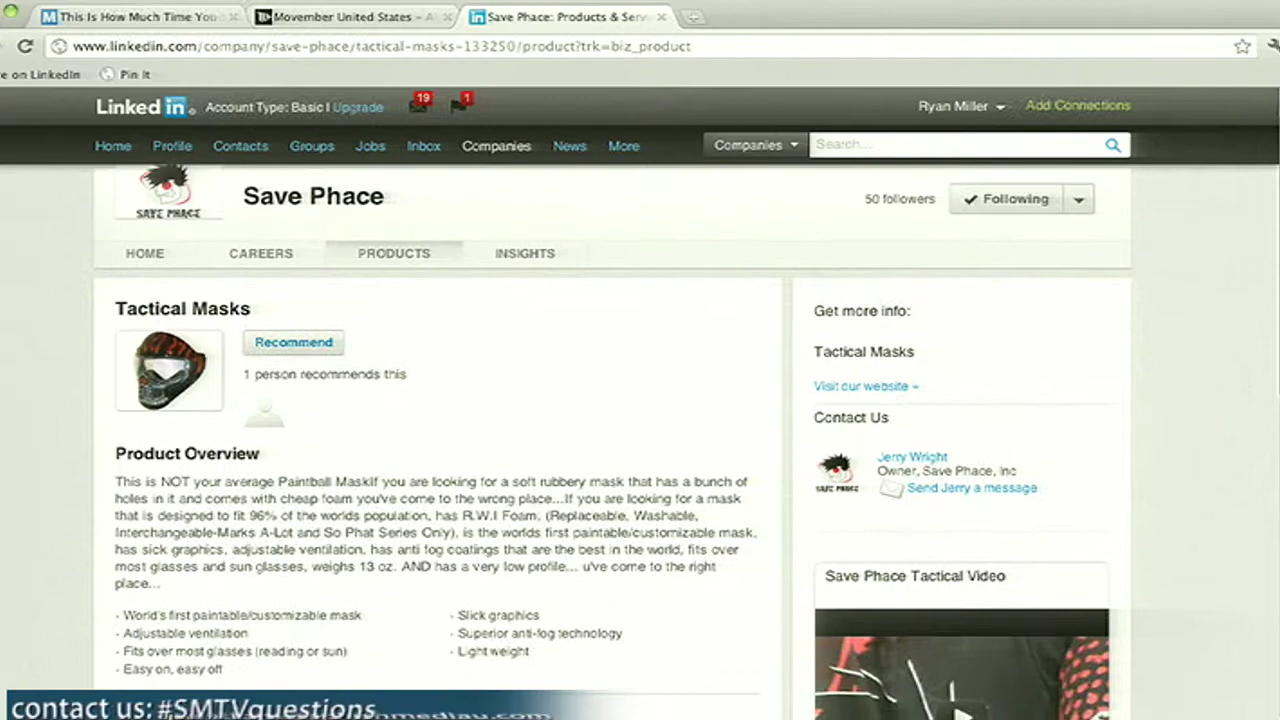 This Is How Much Time You
Movember United States – A
Save Phace: Products & Serv
www.linkedin.com/company/save-phace/tactical-masks-133250/product?trk=biz_product
e on LinkedIn
Pin It
Linked in
Account Type: Basic | Upgrade
19
1
Ryan Miller
Add Connections
Home Profile Contacts Groups Jobs Inbox Companies News More
Companies
Search...
SAVE PHACE
Save Phace
50 followers
Following
HOME CAREERS PRODUCTS INSIGHTS
Tactical Masks
Recommend
1 person recommends this
Product Overview
This is NOT your average Paintball MaskIf you are looking for a soft rubbery mask that has a bunch of
holes in it and comes with cheap foam you've come to the wrong place...If you are looking for a mask
that is designed to fit 96% of the worlds population, has R.W.I Foam, (Replaceable, Washable,
Interchangeable-Marks A-Lot and So Phat Series Only), is the worlds first paintable/customizable mask,
has sick graphics, adjustable ventilation, has anti fog coatings that are the best in the world, fits over
most glasses and sun glasses, weighs 13 oz. AND has a very low profile... u've come to the right
place...
- World's first paintable/customizable mask
- Adjustable ventilation
- Fits over most glasses (reading or sun)
- Easy on, easy off
- Slick graphics
- Superior anti-fog technology
- Light weight
Get more info:
Tactical Masks
Visit our website »
Contact Us
SAVE PHACE
Jerry Wright
Owner, Save Phace, Inc
Send Jerry a message
Save Phace Tactical Video
contact us: #SMTVquestions